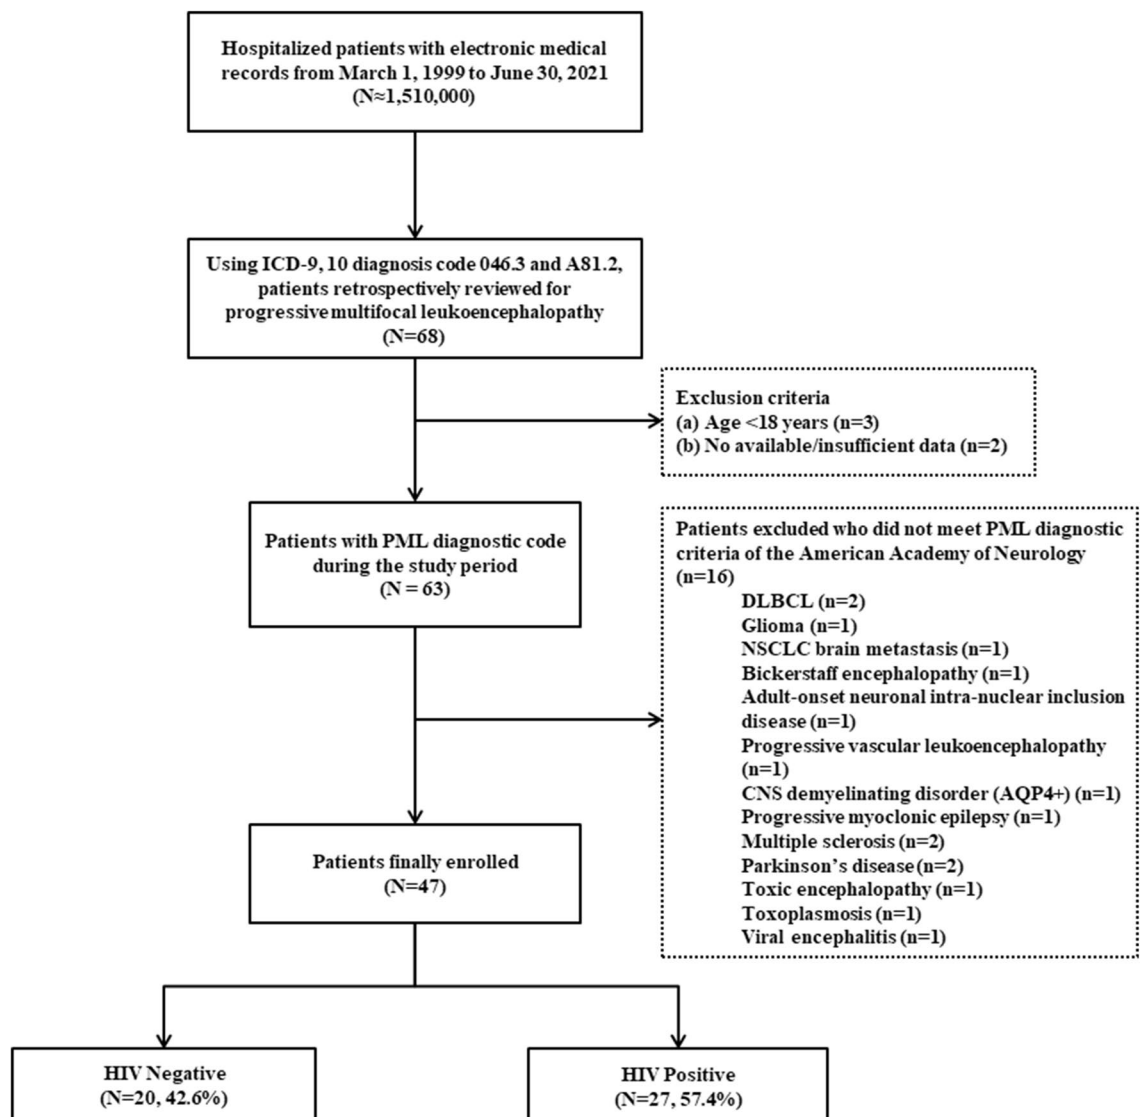 Hospitalized patients with electronic medical
records from March 1, 1999 to June 30, 2021
(N≈1,510,000)
Using ICD-9, 10 diagnosis code 046.3 and A81.2,
patients retrospectively reviewed for
progressive multifocal leukoencephalopathy
(N=68)
Exclusion criteria
(a) Age <18 years (n=3)
(b) No available/insufficient data (n=2)
Patients with PML diagnostic code
during the study period
(N = 63)
Patients excluded who did not meet PML diagnostic
criteria of the American Academy of Neurology
(n=16)
DLBCL (n=2)
Glioma (n=1)
NSCLC brain metastasis (n=1)
Bickerstaff encephalopathy (n=1)
Adult-onset neuronal intra-nuclear inclusion
disease (n=1)
Progressive vascular leukoencephalopathy
(n=1)
CNS demyelinating disorder (AQP4+) (n=1)
Progressive myoclonic epilepsy (n=1)
Multiple sclerosis (n=2)
Parkinson's disease (n=2)
Toxic encephalopathy (n=1)
Toxoplasmosis (n=1)
Viral encephalitis (n=1)
Patients finally enrolled
(N=47)
HIV Negative
(N=20, 42.6%)
HIV Positive
(N=27, 57.4%)